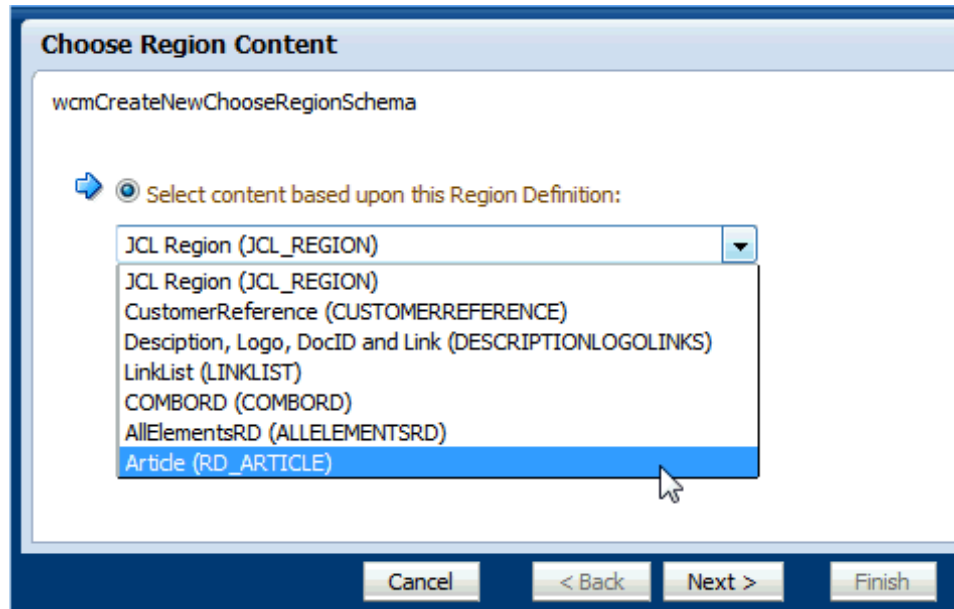 Choose Region Content
wcmCreateNewChooseRegionSchema
Select content based upon this Region Definition:
JCL Region (JCL_REGION)
JCL Region (JCL_REGION)
CustomerReference (CUSTOMERREFERENCE)
Desciption, Logo, DocID and Link (DESCRIPTIONLOGOLINKS)
LinkList (LINKLIST)
COMBORD (COMBORD)
AllElementsRD (ALLELEMENTSRD)
Article (RD_ARTICLE)
Cancel < Back Next > Finish